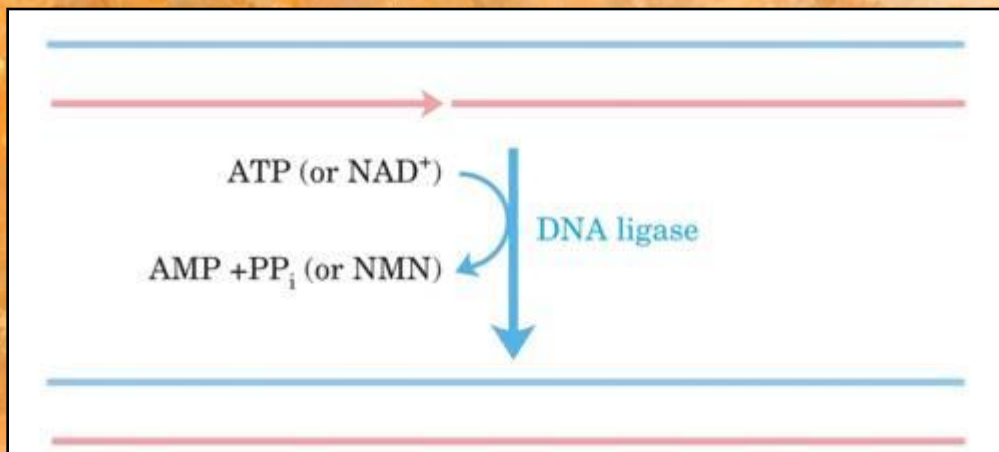 ATP (or NAD⁺)
DNA ligase
AMP +PPᵢ (or NMN)